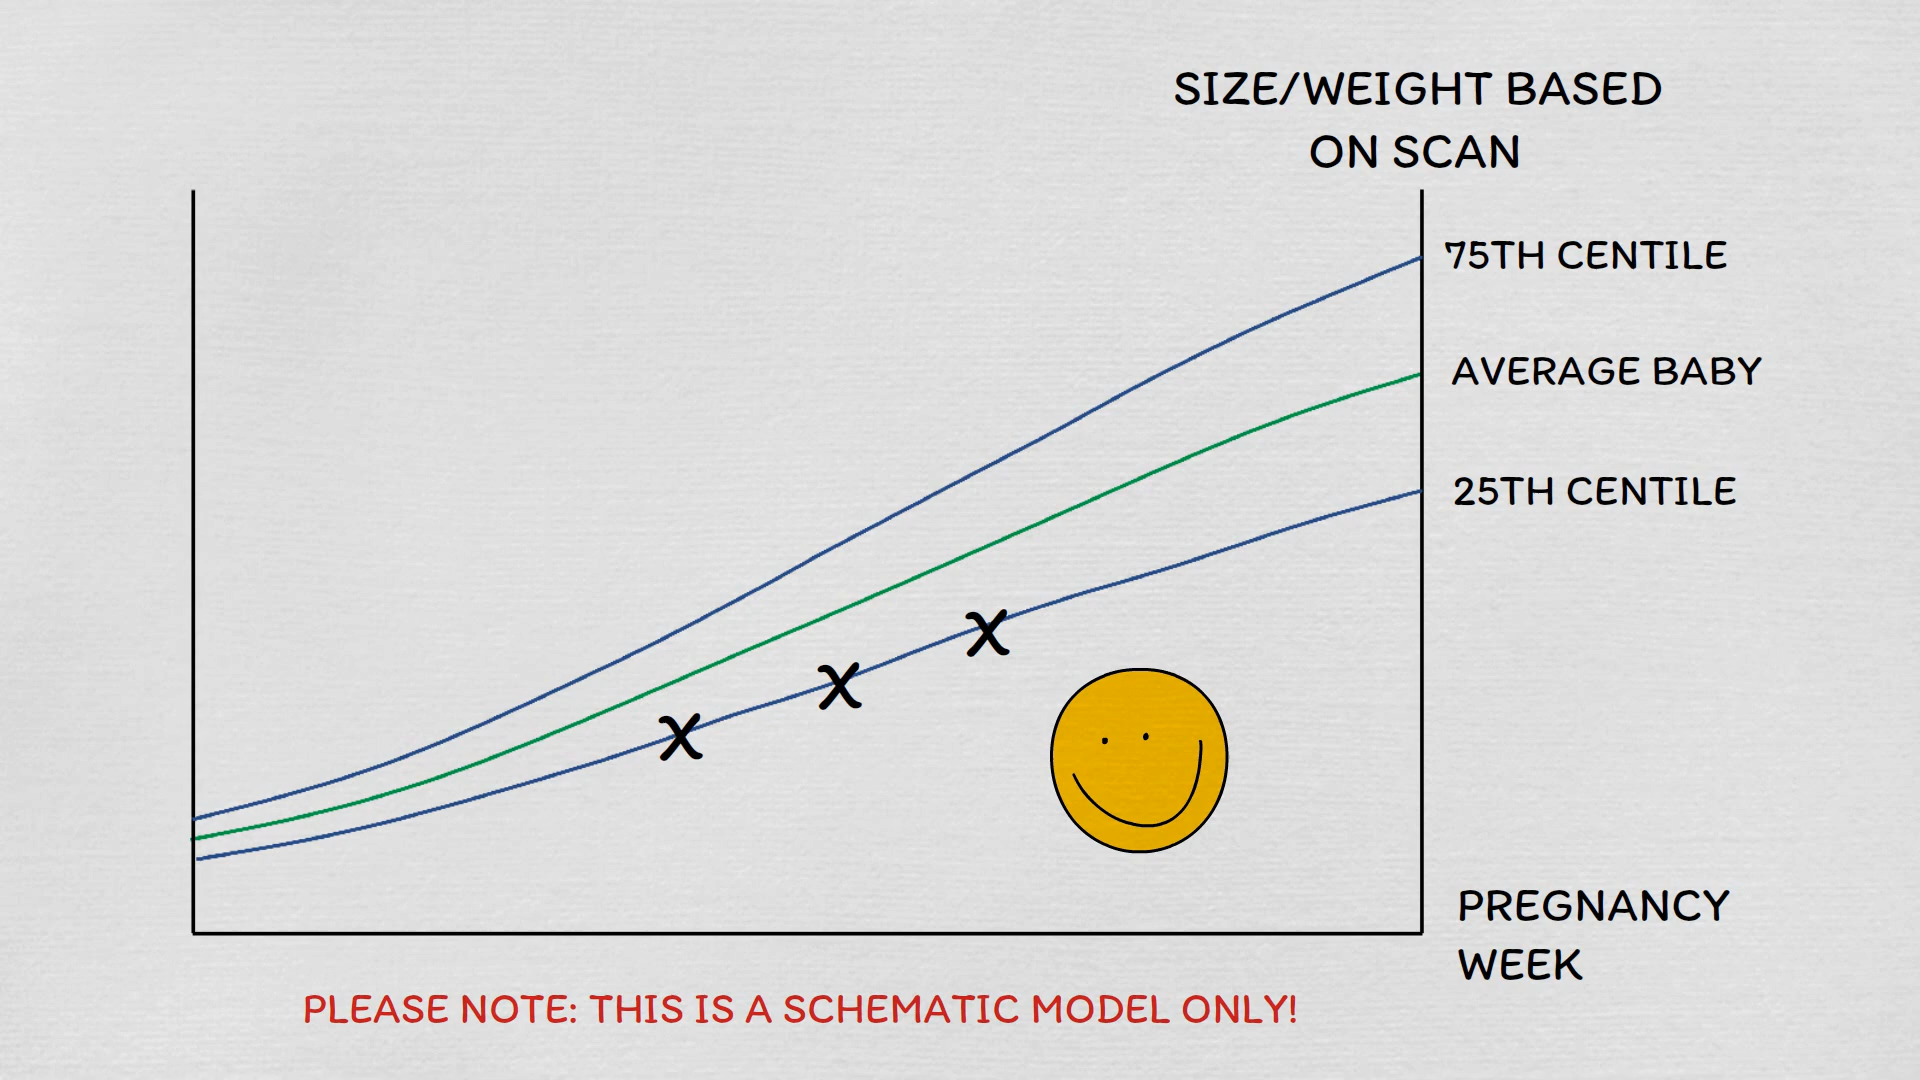 SIZE/WEIGHT BASED
ON SCAN
75TH CENTILE
AVERAGE BABY
25TH CENTILE
X
X
X
PREGNANCY
WEEK
PLEASE NOTE: THIS IS A SCHEMATIC MODEL ONLY!